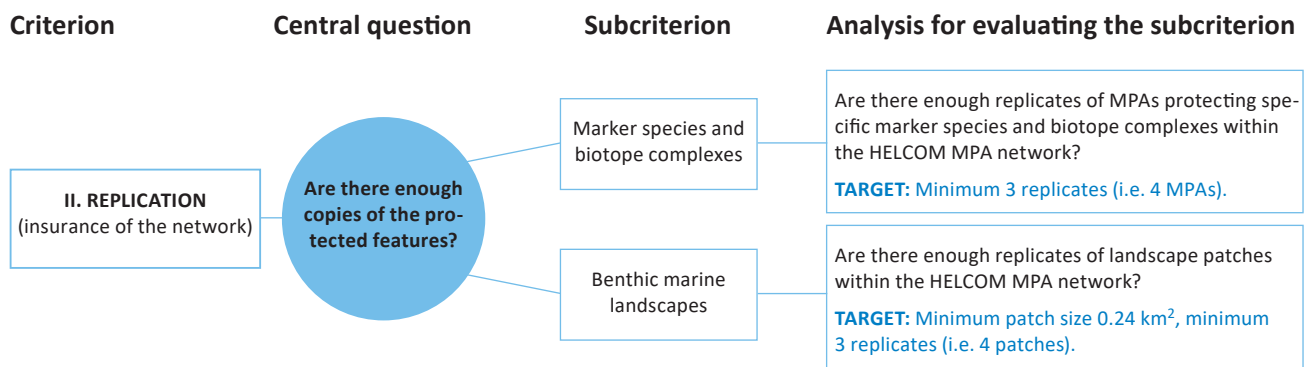 Criterion
Central question
Subcriterion
Analysis for evaluating the subcriterion
II. REPLICATION
(insurance of the network)
Are there enough
copies of the pro-
tected features?
Marker species and
biotope complexes
Are there enough replicates of MPAs protecting spe-
cific marker species and biotope complexes within
the HELCOM MPA network?
TARGET: Minimum 3 replicates (i.e. 4 MPAs).
Benthic marine
landscapes
Are there enough replicates of landscape patches
within the HELCOM MPA network?
TARGET: Minimum patch size 0.24 km², minimum
3 replicates (i.e. 4 patches).